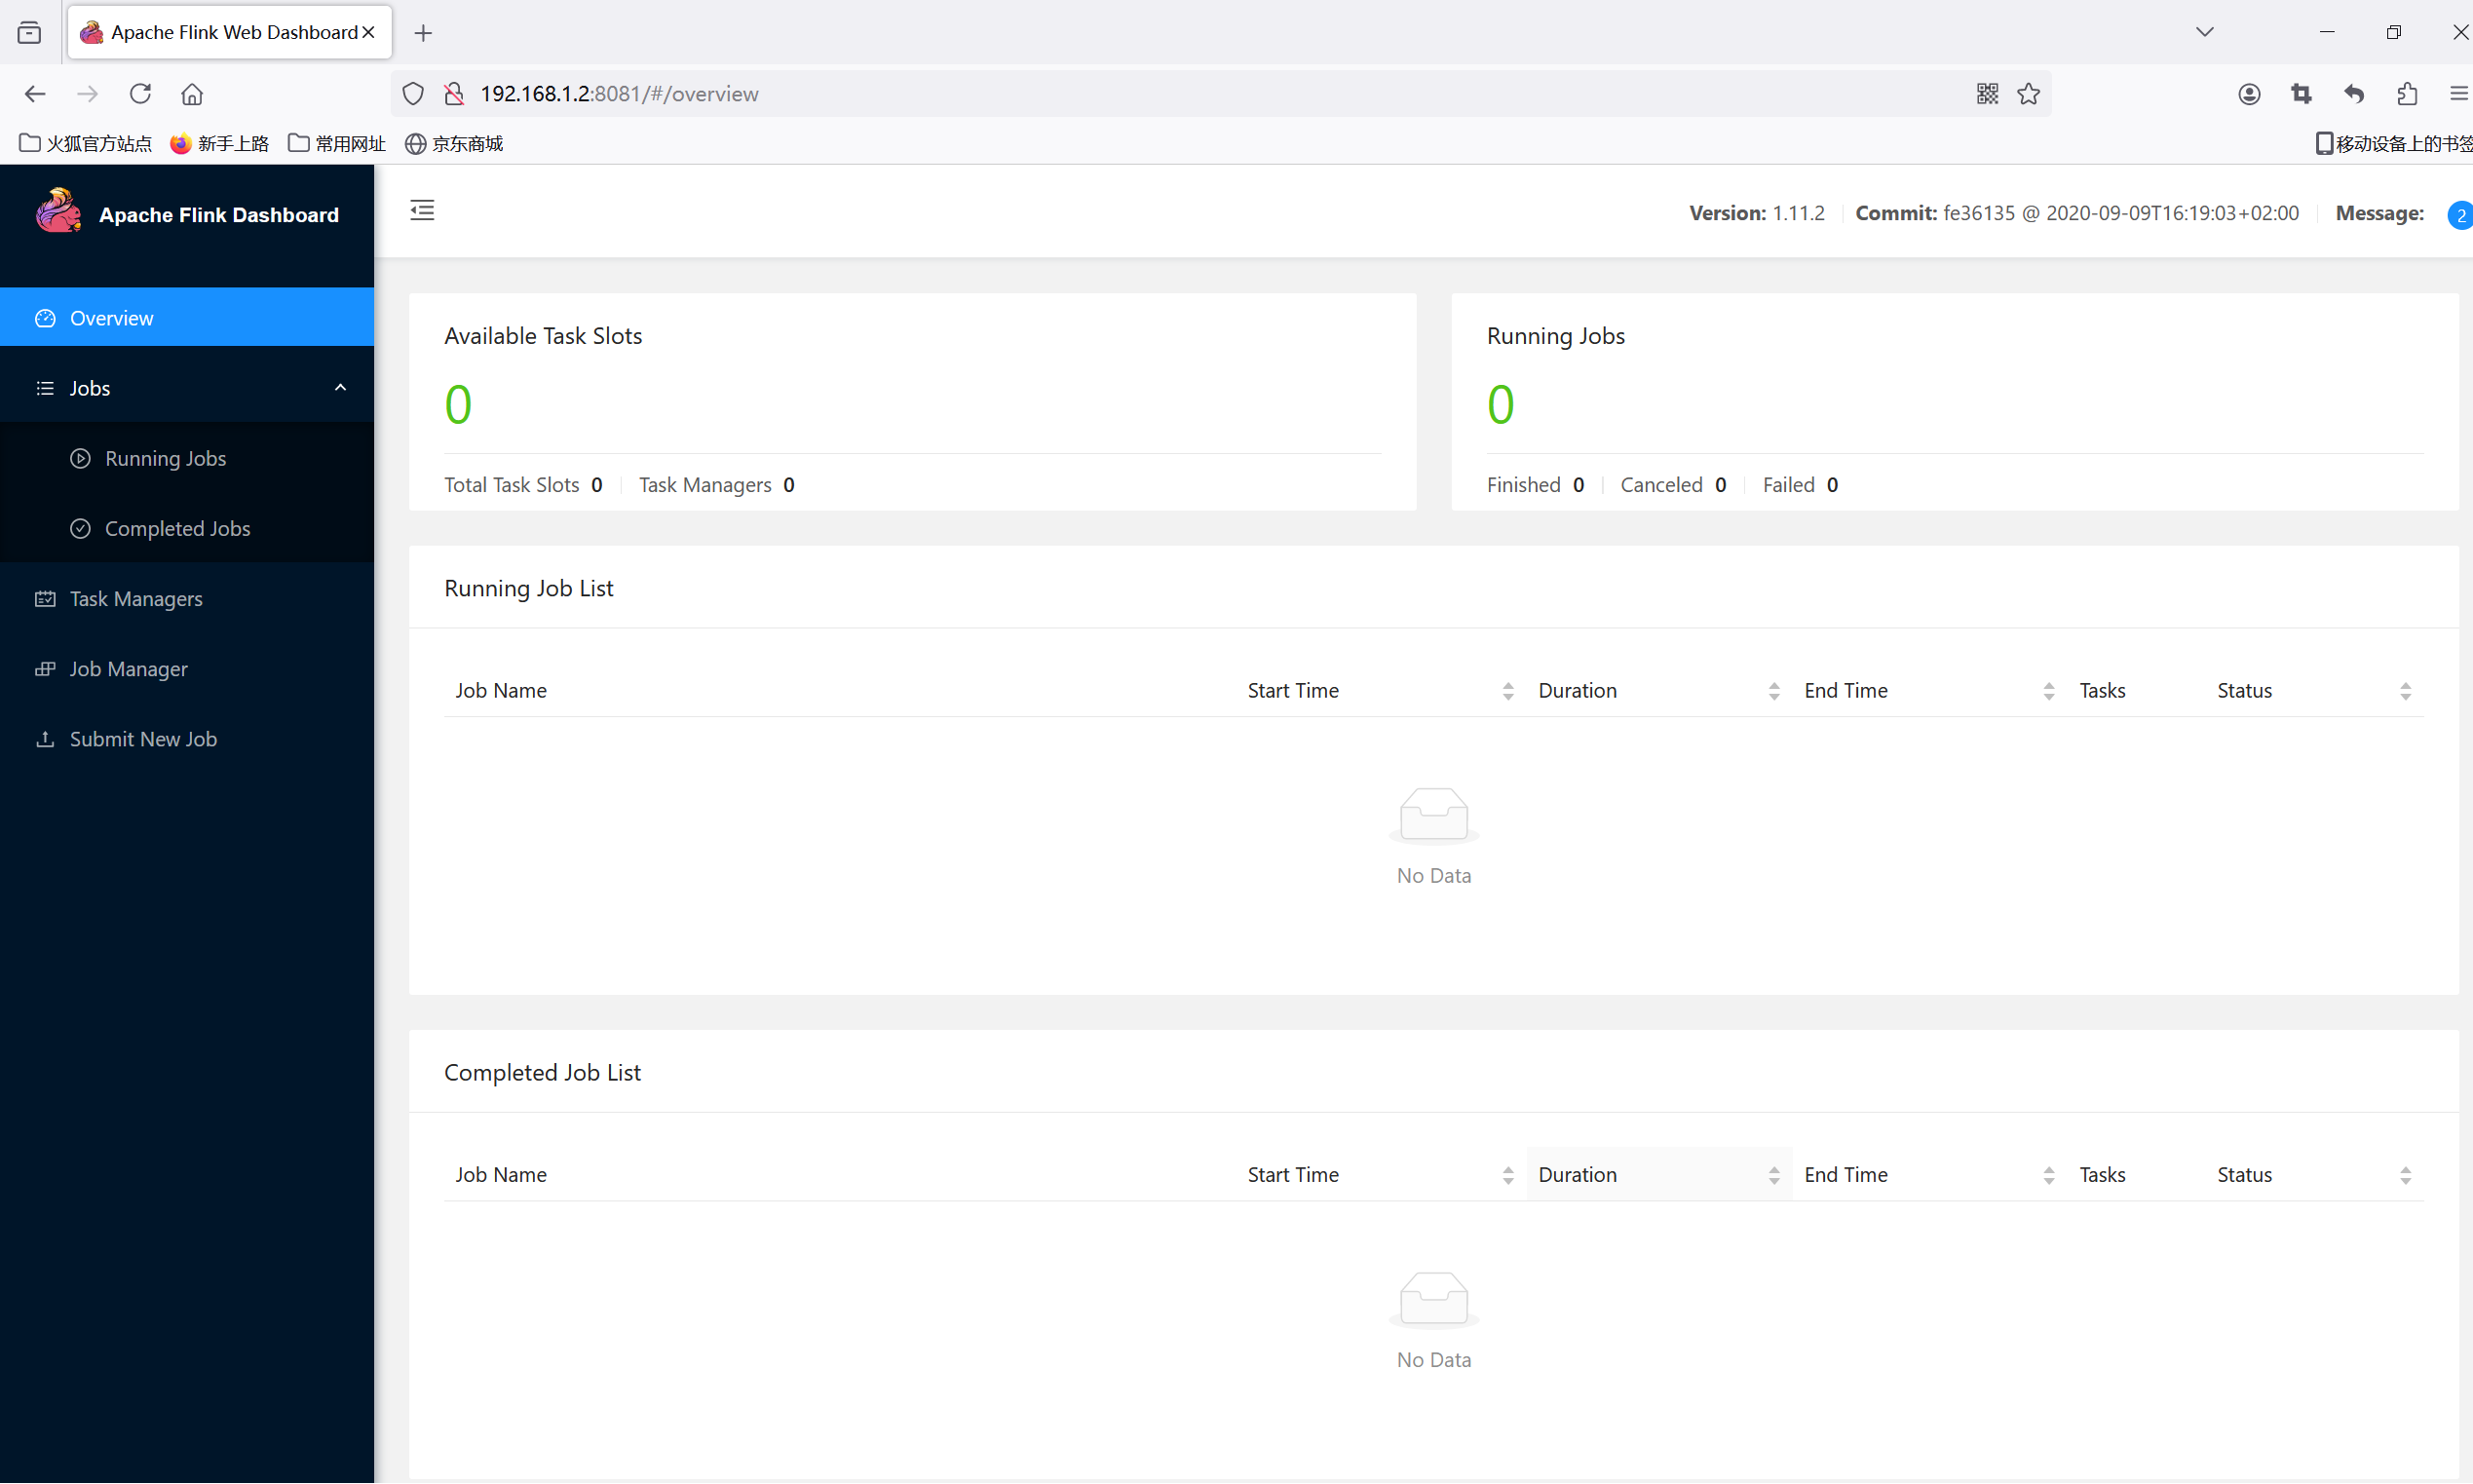 Apache Flink Web Dashboard
192.168.1.2:8081/#/overview
火狐官方站点 新手上路 常用网址 京东商城 移动设备上的书签
Apache Flink Dashboard
Version: 1.11.2 Commit: fe36135 @ 2020-09-09T16:19:03+02:00 Message: 2
Overview
Jobs
Running Jobs
Completed Jobs
Task Managers
Job Manager
Submit New Job
Available Task Slots
0
Total Task Slots 0 Task Managers 0
Running Jobs
0
Finished 0 Canceled 0 Failed 0
Running Job List
Job Name Start Time Duration End Time Tasks Status
No Data
Completed Job List
Job Name Start Time Duration End Time Tasks Status
No Data